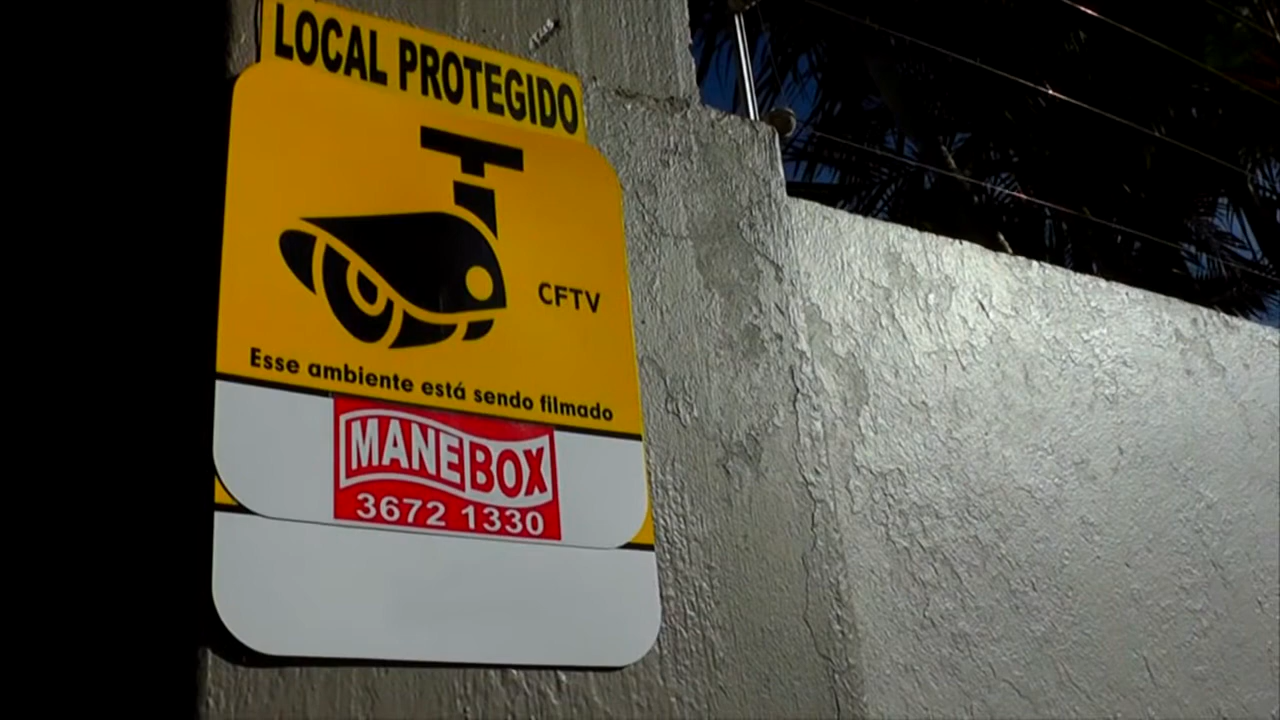 LOCAL PROTEGIDO
CFTV
Esse ambiente está sendo filmado
MANEBOX
3672 1330